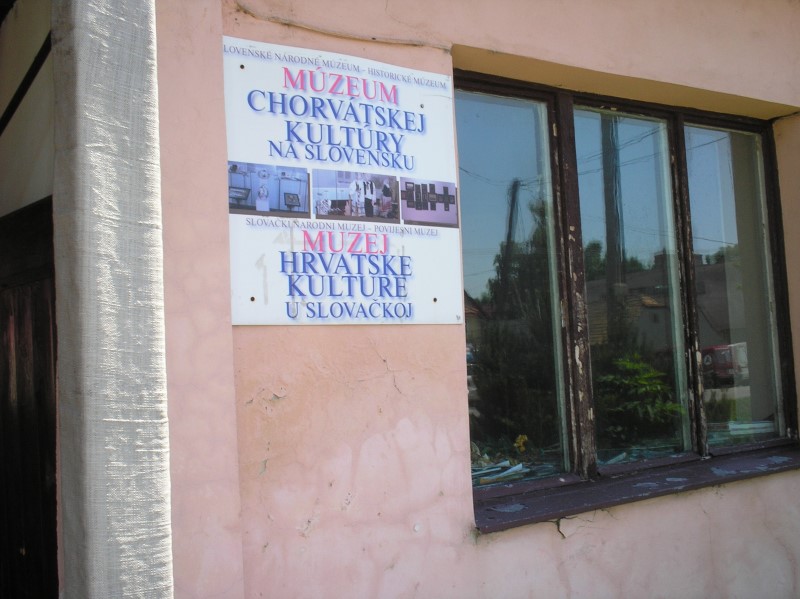 SLOVENSKÉ NÁRODNÉ MÚZEUM - HISTORICKÉ MÚZEUM
MÚZEUM
CHORVÁTSKEJ
KULTÚRY
NA SLOVENSKU
SLOVAČKI NARODNI MUZEJ - POVIJESNI MUZEJ
MUZEJ
HRVATSKE
KULTURE
U SLOVAČKOJ